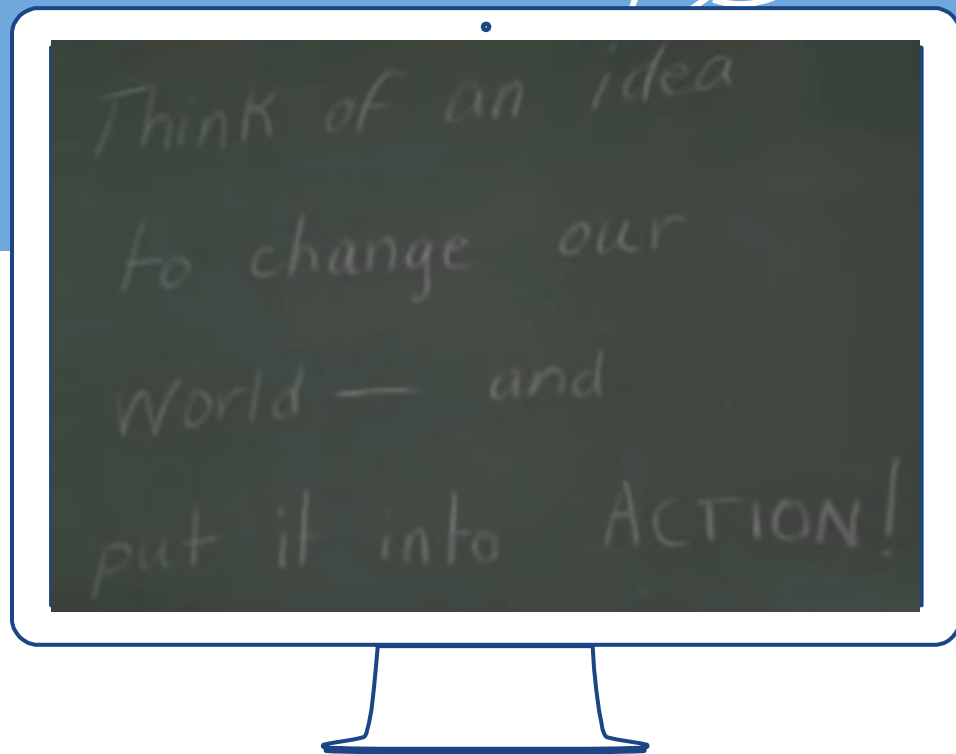 Think of an idea
to change our
World — and
put it into ACTION!